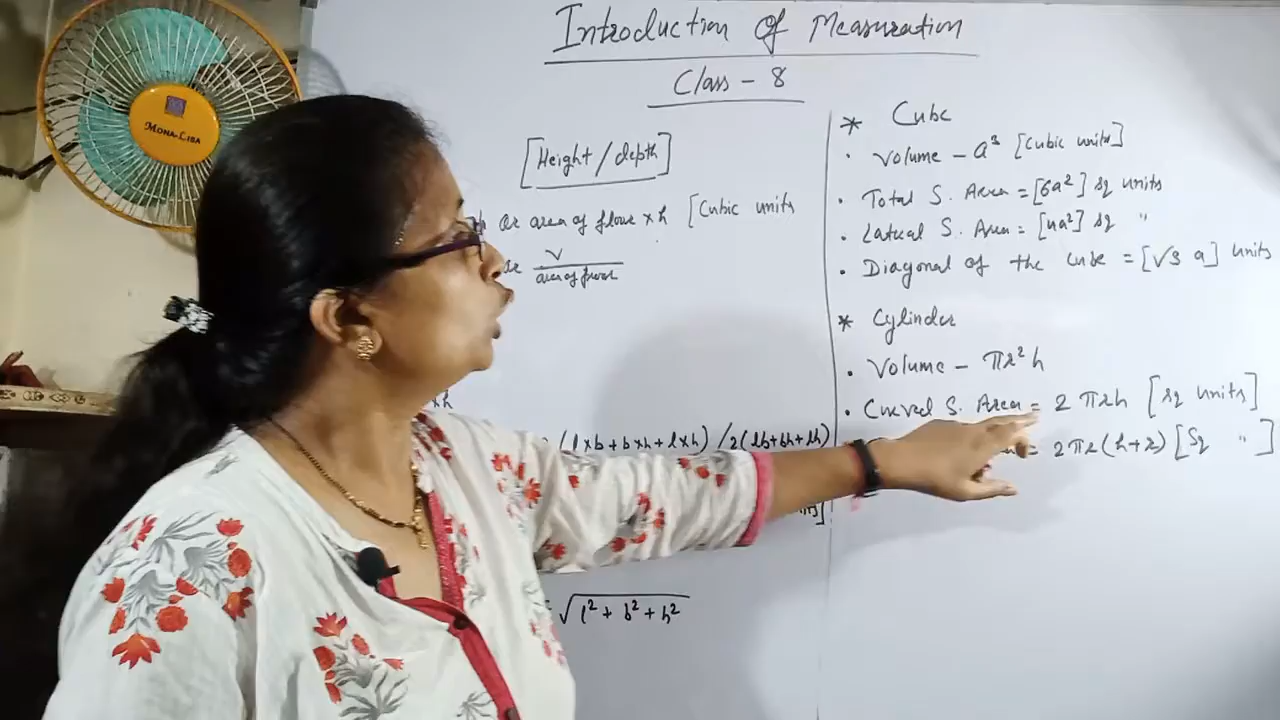 Introduction Of Mensuration
Class - 8
MONA-LISA
[Height/depth]
or area of floor × h [Cubic units
V
area of floor
×h
(l×b + b×h + l×h) /2(lb+bh+lh)
√l² + b² + h²
* Cube
· Volume - a³ [Cubic units]
· Total S. Area = [6a²] sq units
· Lateral S. Area = [4a²] sq "
· Diagonal of the cube = [√3 a] units
* Cylinder
· Volume - πr²h
· Curved S. Area = 2πrh [sq units]
= 2πr(h+r) [Sq " ]